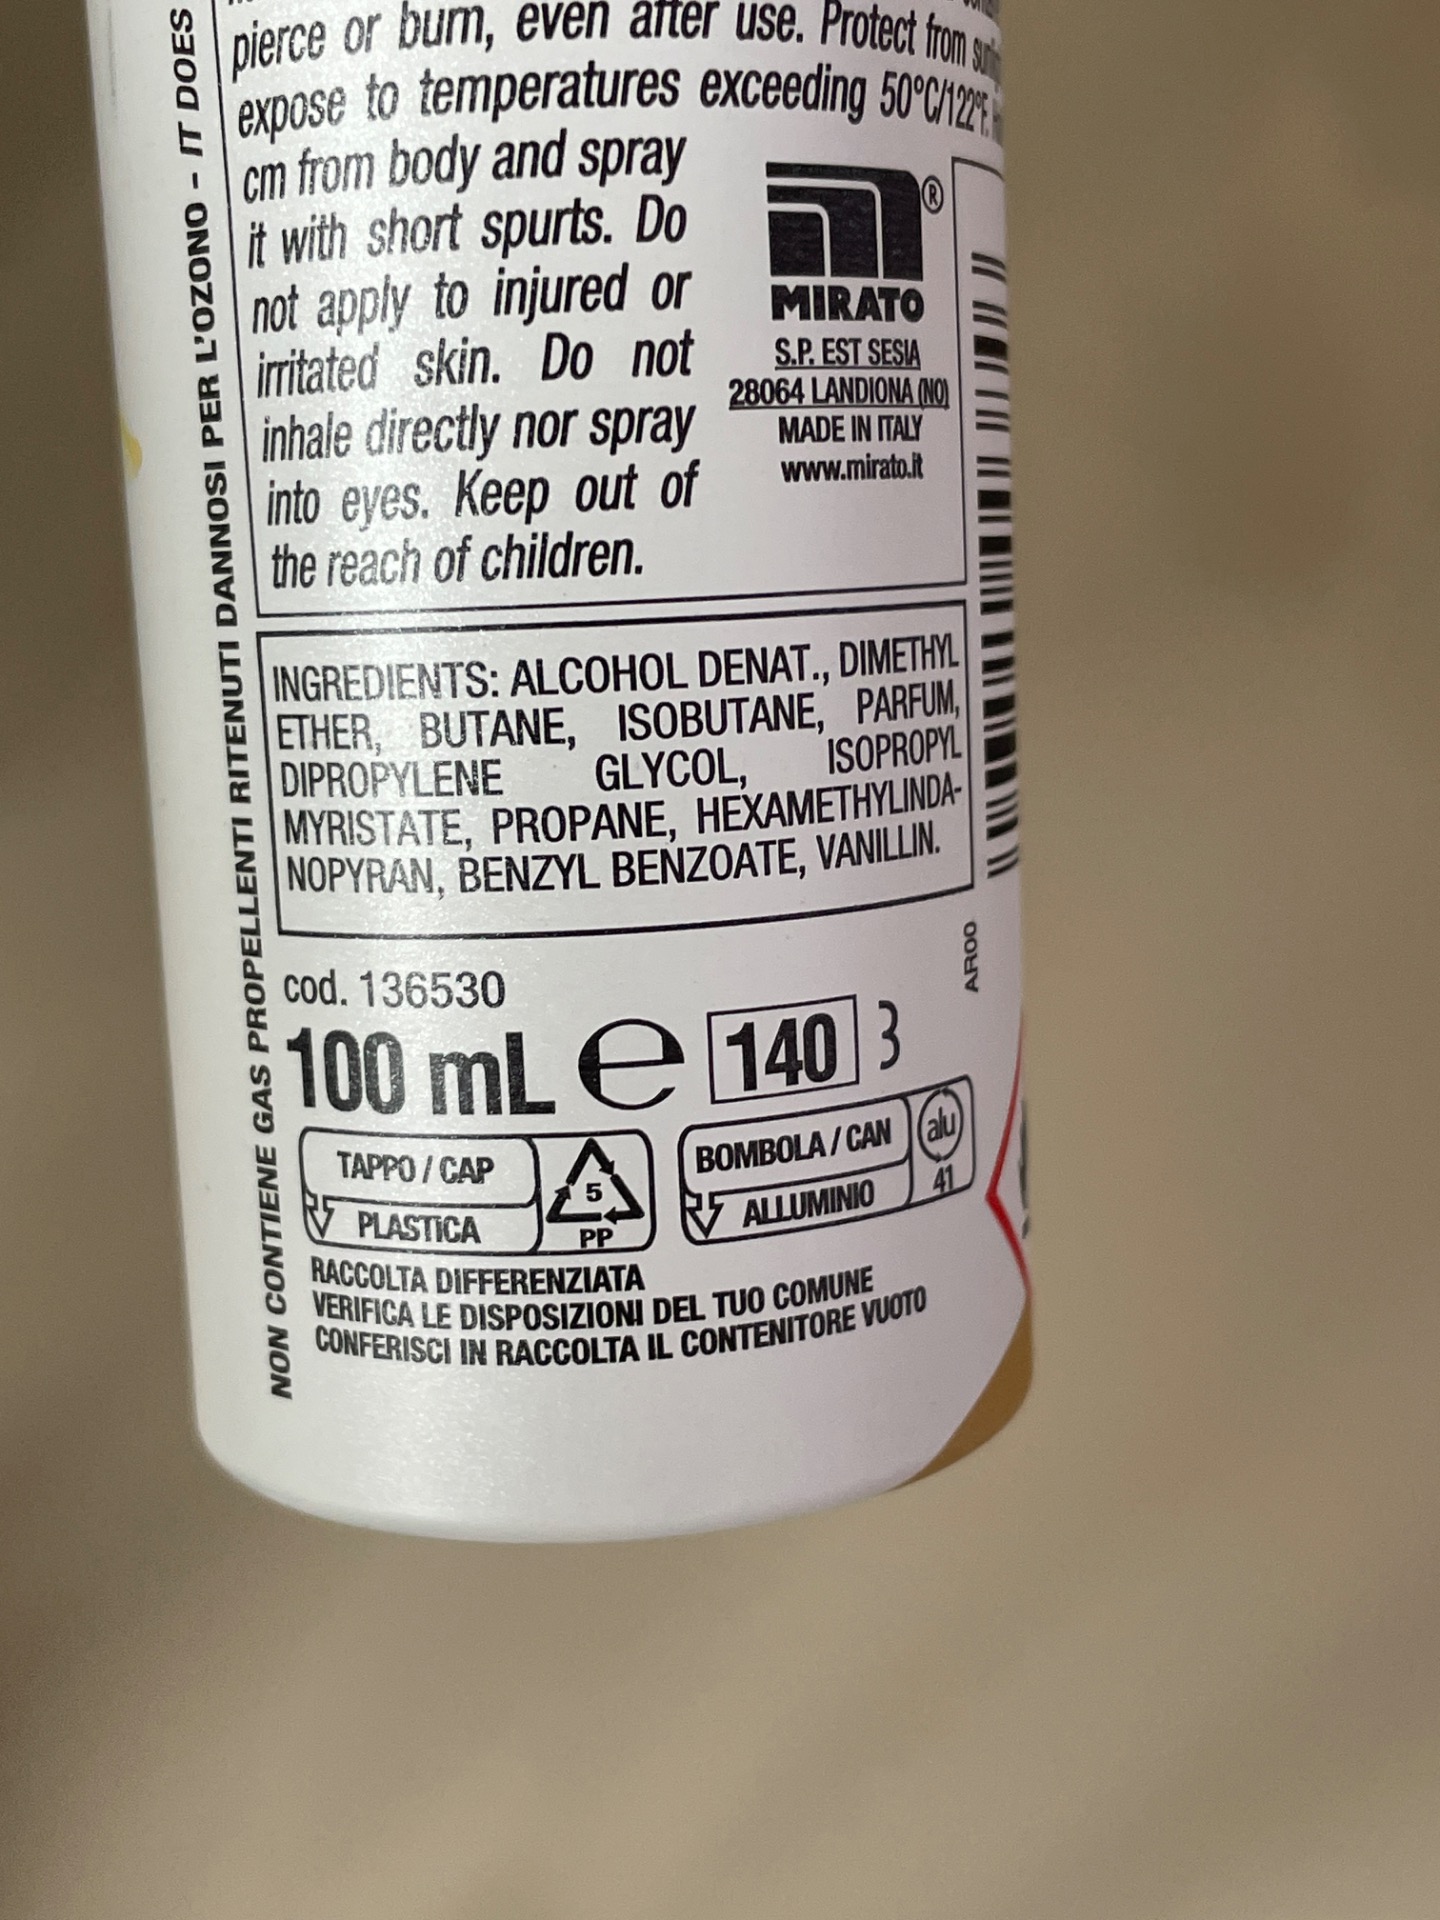 pierce or burn, even after use. Protect from
expose to temperatures exceeding 50°C/122°F.
cm from body and spray
it with short spurts. Do
not apply to injured or
irritated skin. Do not
inhale directly nor spray
into eyes. Keep out of
the reach of children.
®
MIRATO
S.P. EST SESIA
28064 LANDIONA (NO)
MADE IN ITALY
www.mirato.it
INGREDIENTS: ALCOHOL DENAT., DIMETHYL
ETHER, BUTANE, ISOBUTANE, PARFUM,
DIPROPYLENE GLYCOL, ISOPROPYL
MYRISTATE, PROPANE, HEXAMETHYLINDA-
NOPYRAN, BENZYL BENZOATE, VANILLIN.
cod. 136530
AR00
100 mL e 140 3
TAPPO / CAP
PLASTICA
5
PP
BOMBOLA / CAN
ALLUMINIO
alu
41
RACCOLTA DIFFERENZIATA
VERIFICA LE DISPOSIZIONI DEL TUO COMUNE
CONFERISCI IN RACCOLTA IL CONTENITORE VUOTO
NON CONTIENE GAS PROPELLENTI RITENUTI DANNOSI PER L'OZONO - IT DOES